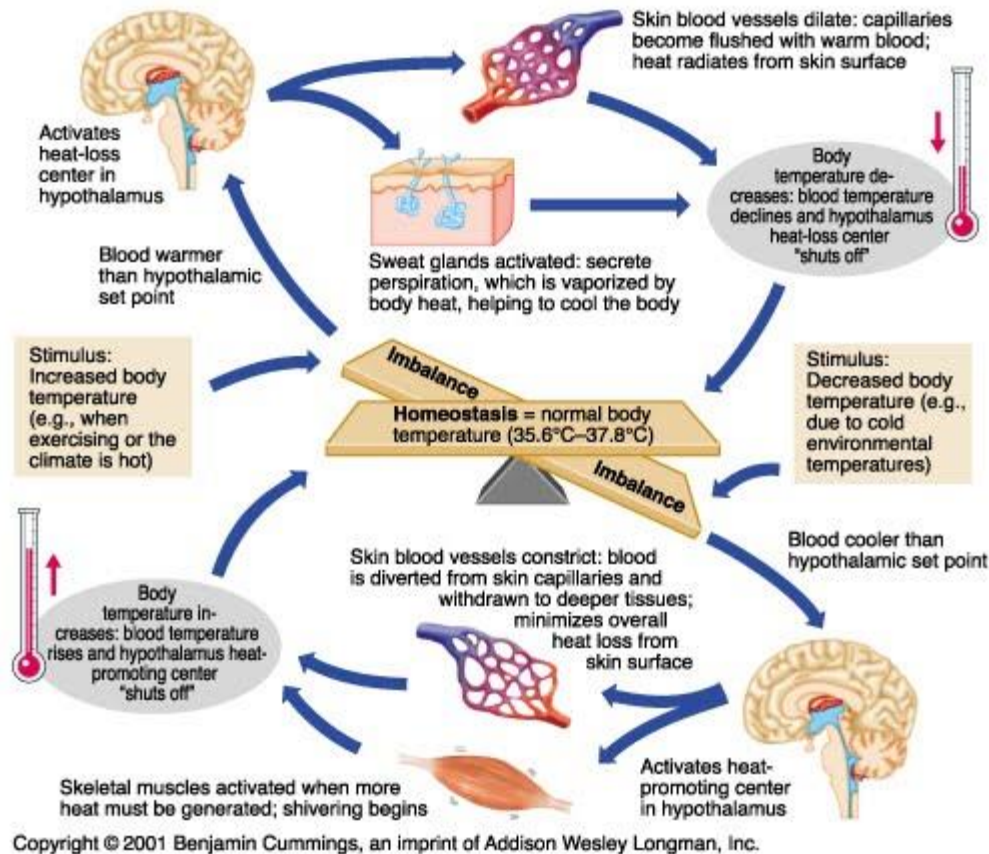 Skin blood vessels dilate: capillaries
become flushed with warm blood;
heat radiates from skin surface
Activates
heat-loss
center in
hypothalamus
Body
temperature de-
creases: blood temperature
declines and hypothalamus
heat-loss center
"shuts off"
Blood warmer
than hypothalamic
set point
Sweat glands activated: secrete
perspiration, which is vaporized by
body heat, helping to cool the body
Stimulus:
Increased body
temperature
(e.g., when
exercising or the
climate is hot)
Imbalance
Homeostasis = normal body
temperature (35.6°C–37.8°C)
Imbalance
Stimulus:
Decreased body
temperature (e.g.,
due to cold
environmental
temperatures)
Blood cooler than
hypothalamic set point
Skin blood vessels constrict: blood
is diverted from skin capillaries and
withdrawn to deeper tissues;
minimizes overall
heat loss from
skin surface
Body
temperature in-
creases: blood temperature
rises and hypothalamus heat-
promoting center
"shuts off"
Activates heat-
promoting center
in hypothalamus
Skeletal muscles activated when more
heat must be generated; shivering begins
Copyright © 2001 Benjamin Cummings, an imprint of Addison Wesley Longman, Inc.